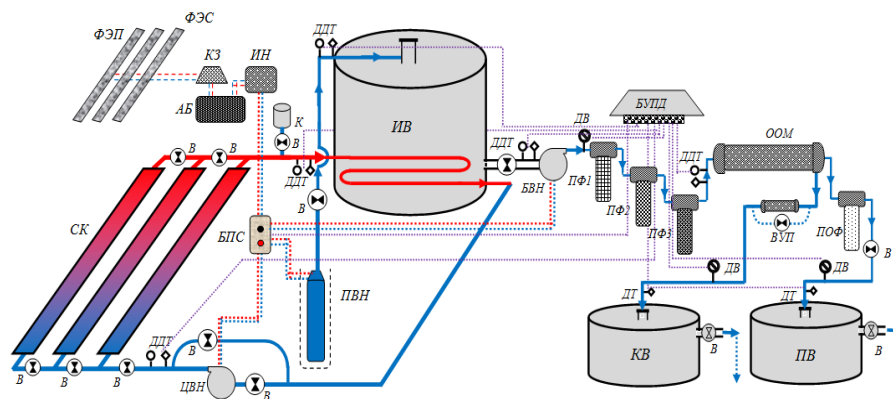 ФЭС
ФЭП
КЗ
ИН
АБ
К
В
ДДТ
ИВ
В
В
ДДТ
В
СК
БПС
ПВН
ДДТ
В
В
В
В
ЦВН
В
ДДТ
В
БВН
ДВ
БУПД
ПФ1
ПФ2
ПФ3
ДДТ
ООМ
ВУП
ПОФ
В
ДВ
ДВ
ДТ
ДТ
КВ
В
ПВ
В